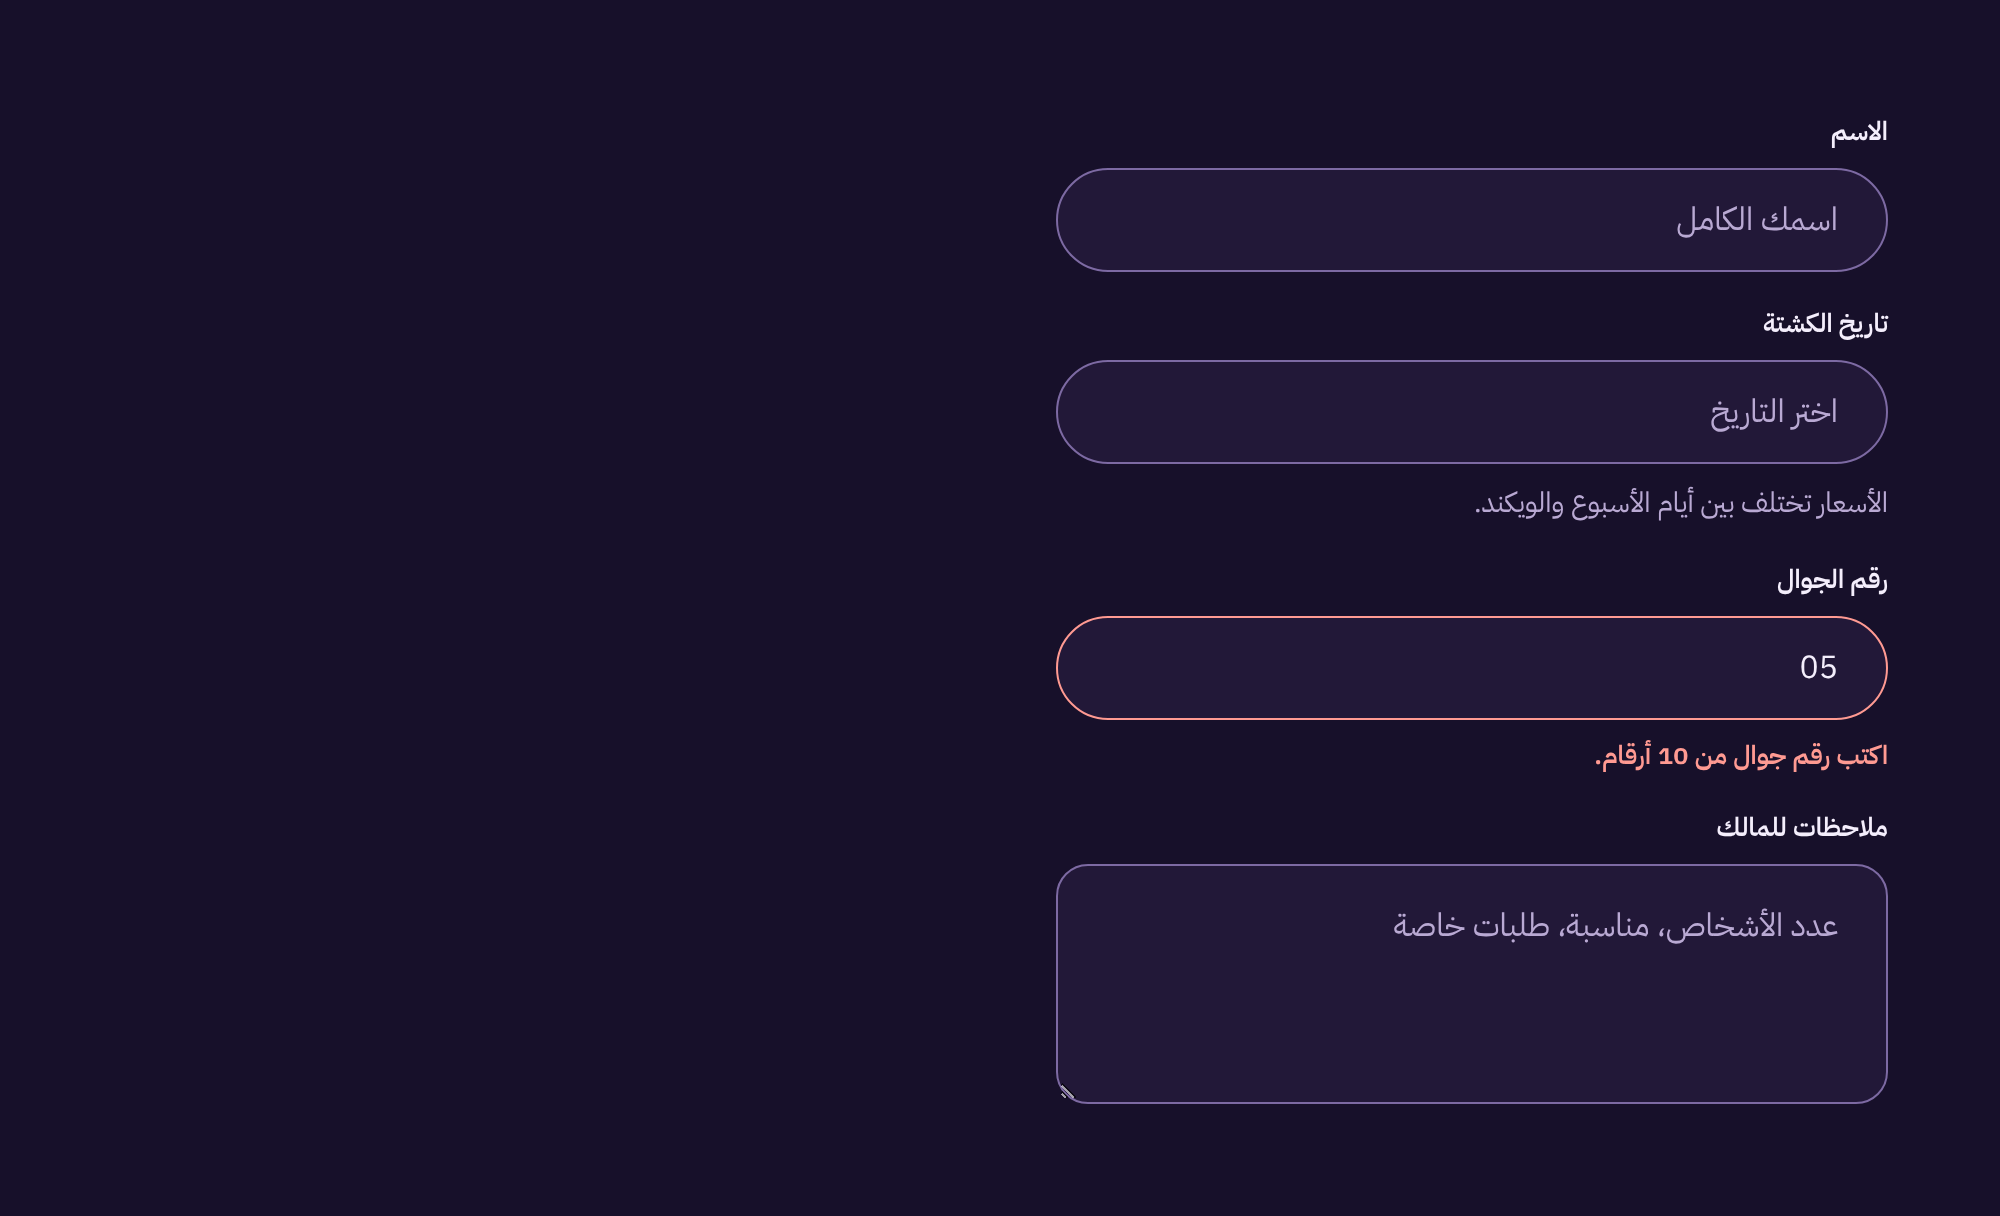 الاسم
اسمك الكامل
تاريخ الكشتة
اختر التاريخ
الأسعار تختلف بين أيام الأسبوع والويكند.
رقم الجوال
05
اكتب رقم جوال من 10 أرقام.
ملاحظات للمالك
عدد الأشخاص، مناسبة، طلبات خاصة